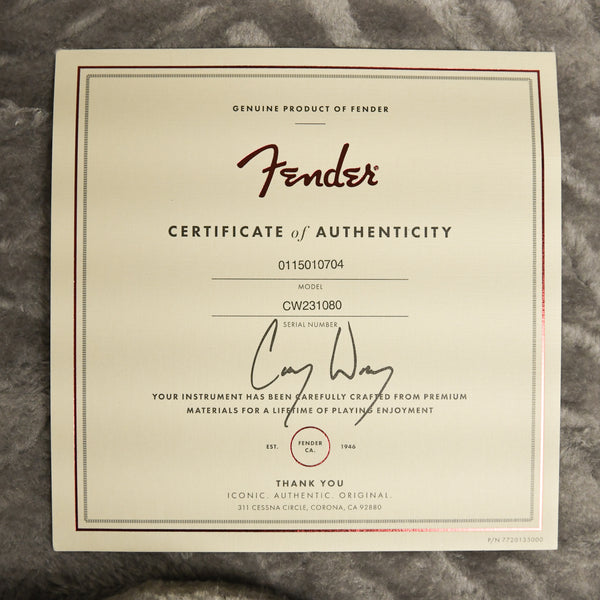 GENUINE PRODUCT OF FENDER
Fender
CERTIFICATE of AUTHENTICITY
0115010704
MODEL
CW231080
SERIAL NUMBER
YOUR INSTRUMENT HAS BEEN CAREFULLY CRAFTED FROM PREMIUM
MATERIALS FOR A LIFETIME OF PLAYING ENJOYMENT
EST. FENDER CA. 1946
THANK YOU
ICONIC. AUTHENTIC. ORIGINAL.
311 CESSNA CIRCLE, CORONA, CA 92880
P/N 7720135000